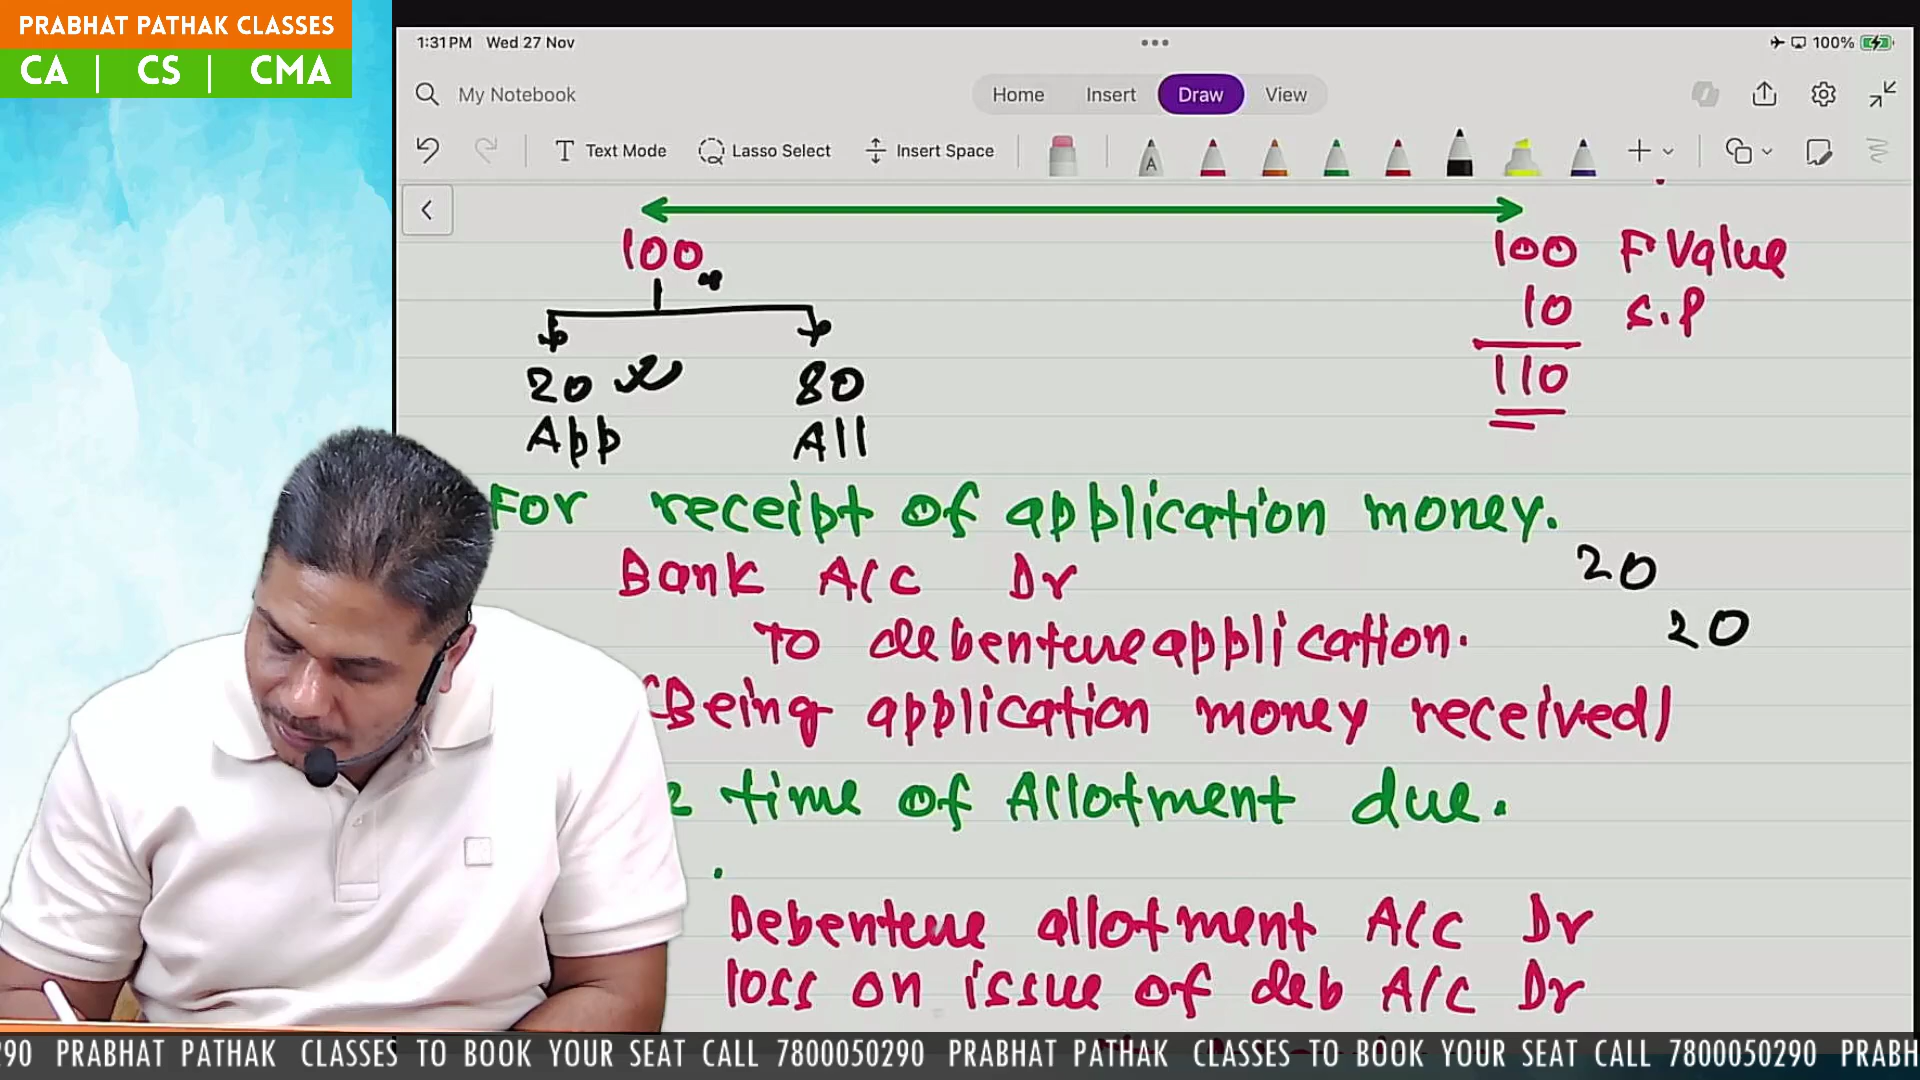 PRABHAT PATHAK CLASSES
CA | CS | CMA
1:31 PM Wed 27 Nov
100%
My Notebook
Home Insert Draw View
Text Mode Lasso Select Insert Space
A
100
100 F Value
10 S.P
110
20 80
App All
For receipt of application money.
Bank A/c Dr 20
To debenture application. 20
(Being application money received)
time of Allotment due.
Debenture allotment A/c Dr
loss on issue of deb A/c Dr
290 PRABHAT PATHAK CLASSES TO BOOK YOUR SEAT CALL 7800050290 PRABHAT PATHAK CLASSES TO BOOK YOUR SEAT CALL 7800050290 PRABH